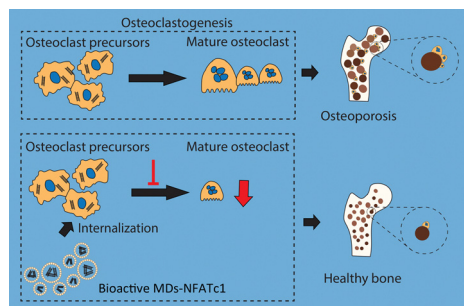 Osteoclastogenesis
Osteoclast precursors
Mature osteoclast
Osteoporosis
Osteoclast precursors
Mature osteoclast
Internalization
Bioactive MDs-NFATc1
Healthy bone